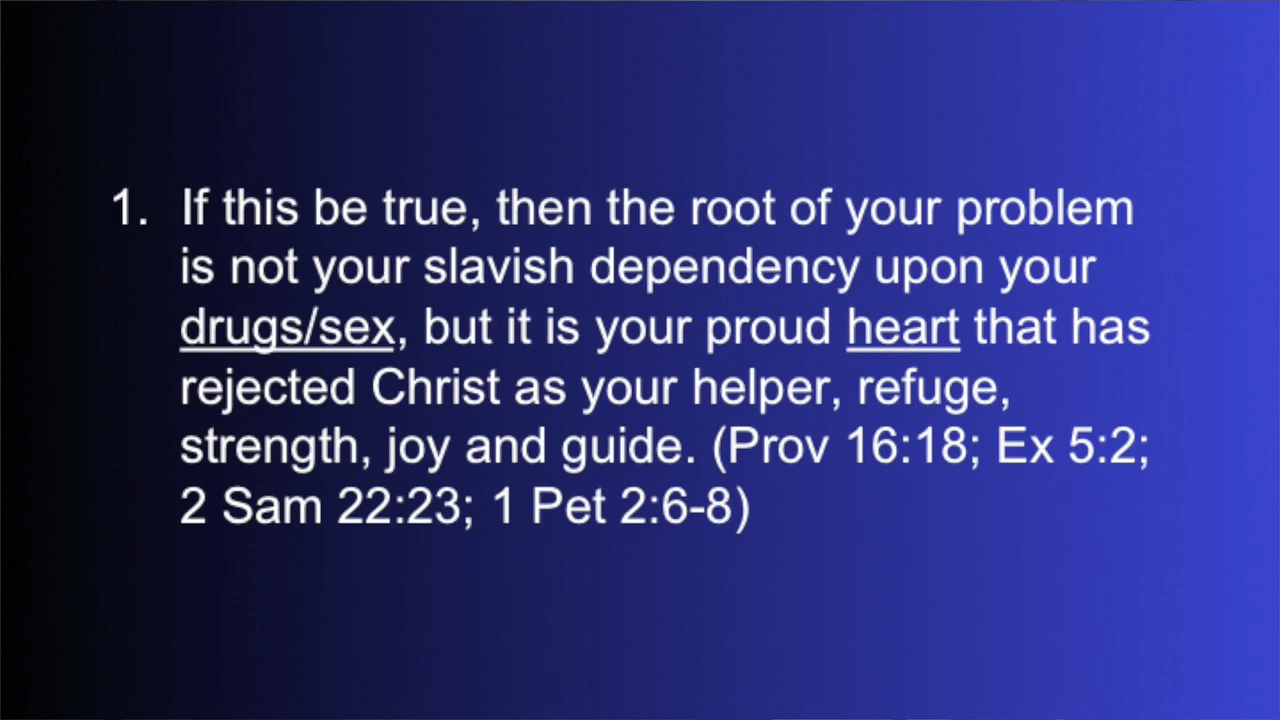 1. If this be true, then the root of your problem
is not your slavish dependency upon your
drugs/sex, but it is your proud heart that has
rejected Christ as your helper, refuge,
strength, joy and guide. (Prov 16:18; Ex 5:2;
2 Sam 22:23; 1 Pet 2:6-8)